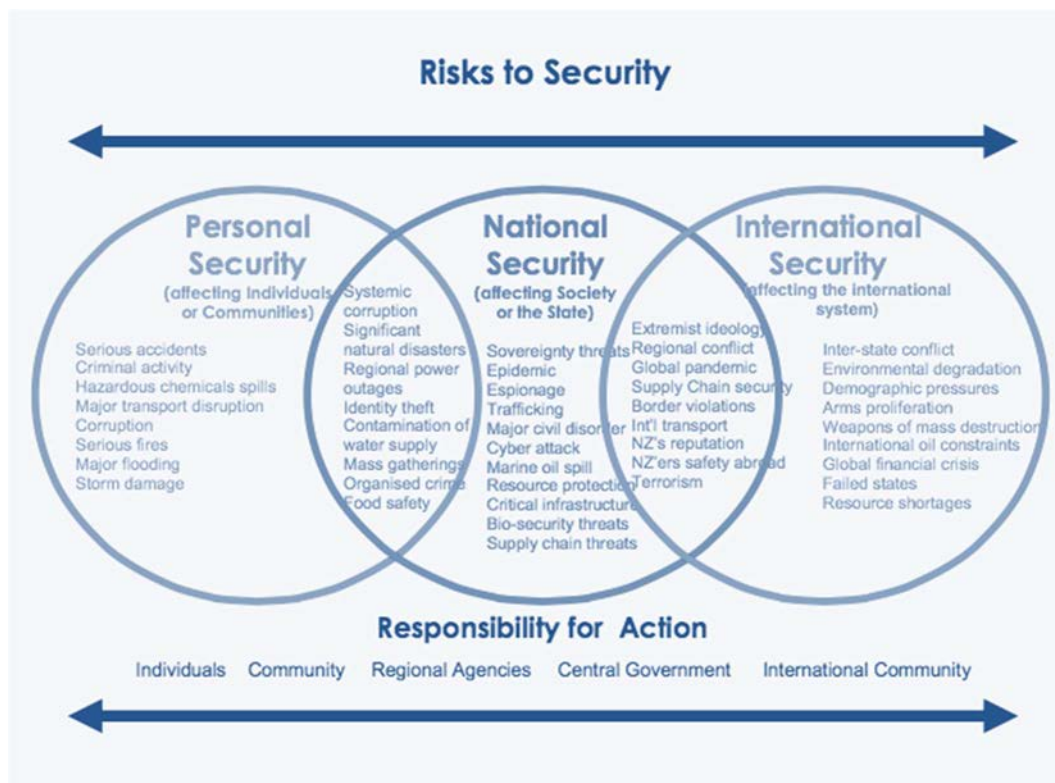 Risks to Security
Personal
Security
(affecting Individuals
or Communities)
Serious accidents
Criminal activity
Hazardous chemicals spills
Major transport disruption
Corruption
Serious fires
Major flooding
Storm damage
Systemic
corruption
Significant
natural disasters
Regional power
outages
Identity theft
Contamination of
water supply
Mass gatherings
Organised crime
Food safety
National
Security
(affecting Society
or the State)
Sovereignty threats
Epidemic
Espionage
Trafficking
Major civil disorder
Cyber attack
Marine oil spill
Resource protection
Critical infrastructure
Bio-security threats
Supply chain threats
Extremist ideology
Regional conflict
Global pandemic
Supply Chain security
Border violations
Int'l transport
NZ's reputation
NZ'ers safety abroad
Terrorism
International
Security
(affecting the international
system)
Inter-state conflict
Environmental degradation
Demographic pressures
Arms proliferation
Weapons of mass destruction
International oil constraints
Global financial crisis
Failed states
Resource shortages
Responsibility for Action
Individuals Community Regional Agencies Central Government International Community